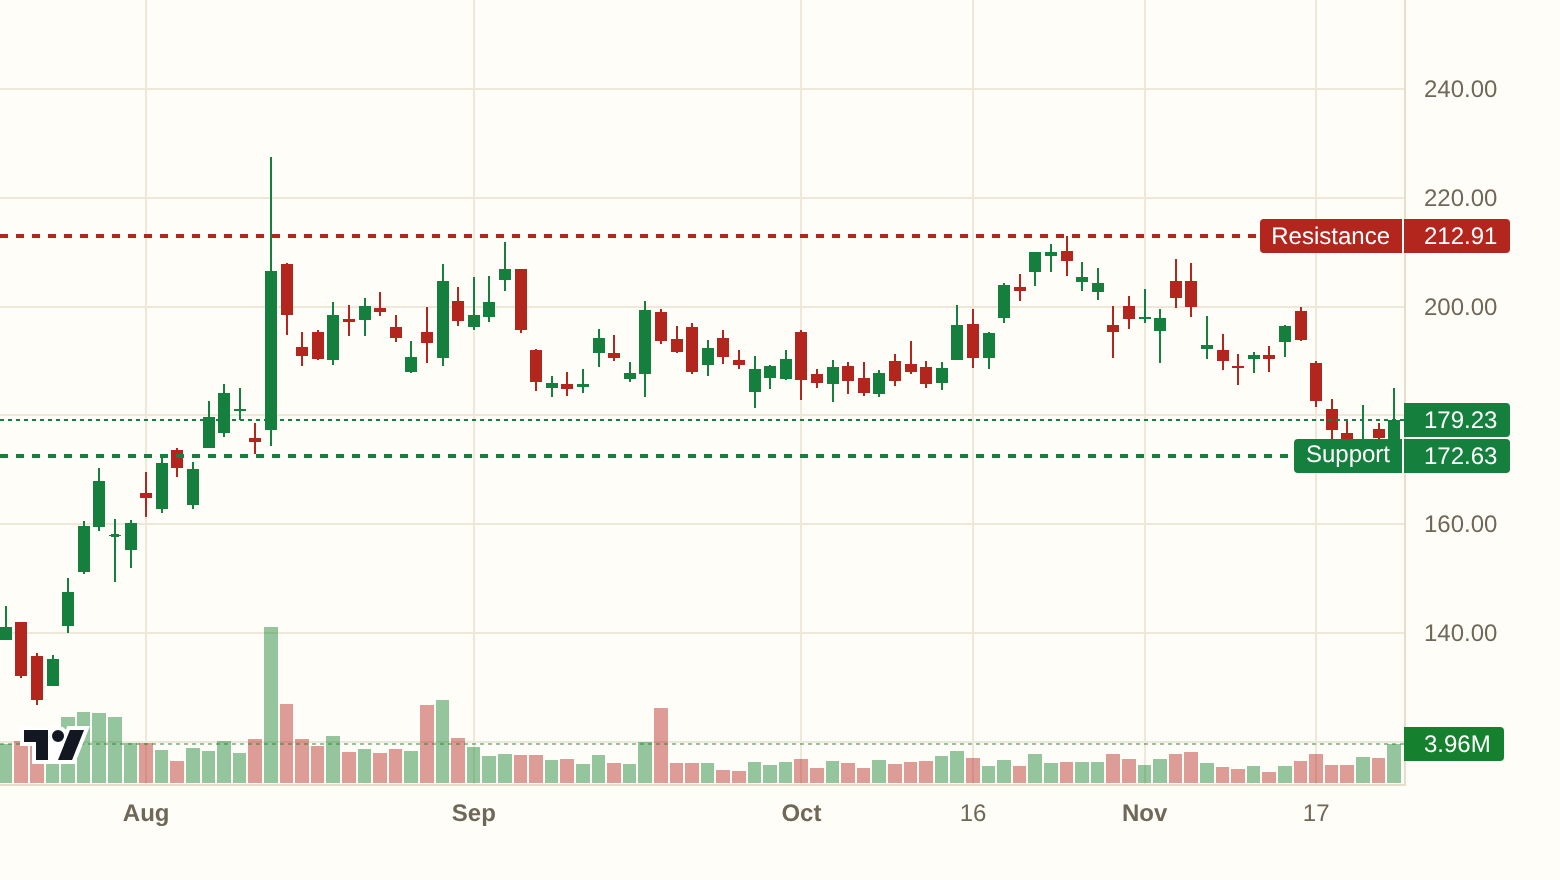 240.00
220.00
Resistance 212.91
200.00
179.23
Support 172.63
160.00
140.00
3.96M
Aug Sep Oct 16 Nov 17